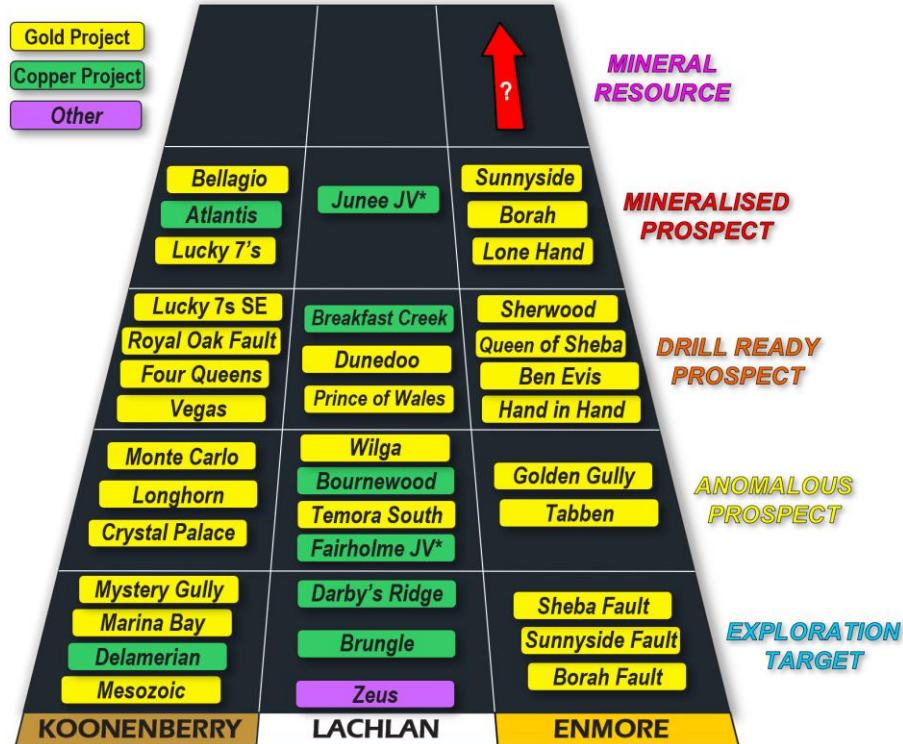 Gold Project
Copper Project
Other
?
MINERAL
RESOURCE
Bellagio
Atlantis
Lucky 7's
Junee JV*
Sunnyside
Borah
Lone Hand
MINERALISED
PROSPECT
Lucky 7s SE
Royal Oak Fault
Four Queens
Vegas
Breakfast Creek
Dunedoo
Prince of Wales
Sherwood
Queen of Sheba
Ben Evis
Hand in Hand
DRILL READY
PROSPECT
Monte Carlo
Longhorn
Crystal Palace
Wilga
Bournewood
Temora South
Fairholme JV*
Golden Gully
Tabben
ANOMALOUS
PROSPECT
Mystery Gully
Marina Bay
Delamerian
Mesozoic
Darby's Ridge
Brungle
Zeus
Sheba Fault
Sunnyside Fault
Borah Fault
EXPLORATION
TARGET
KOONENBERRY
LACHLAN
ENMORE